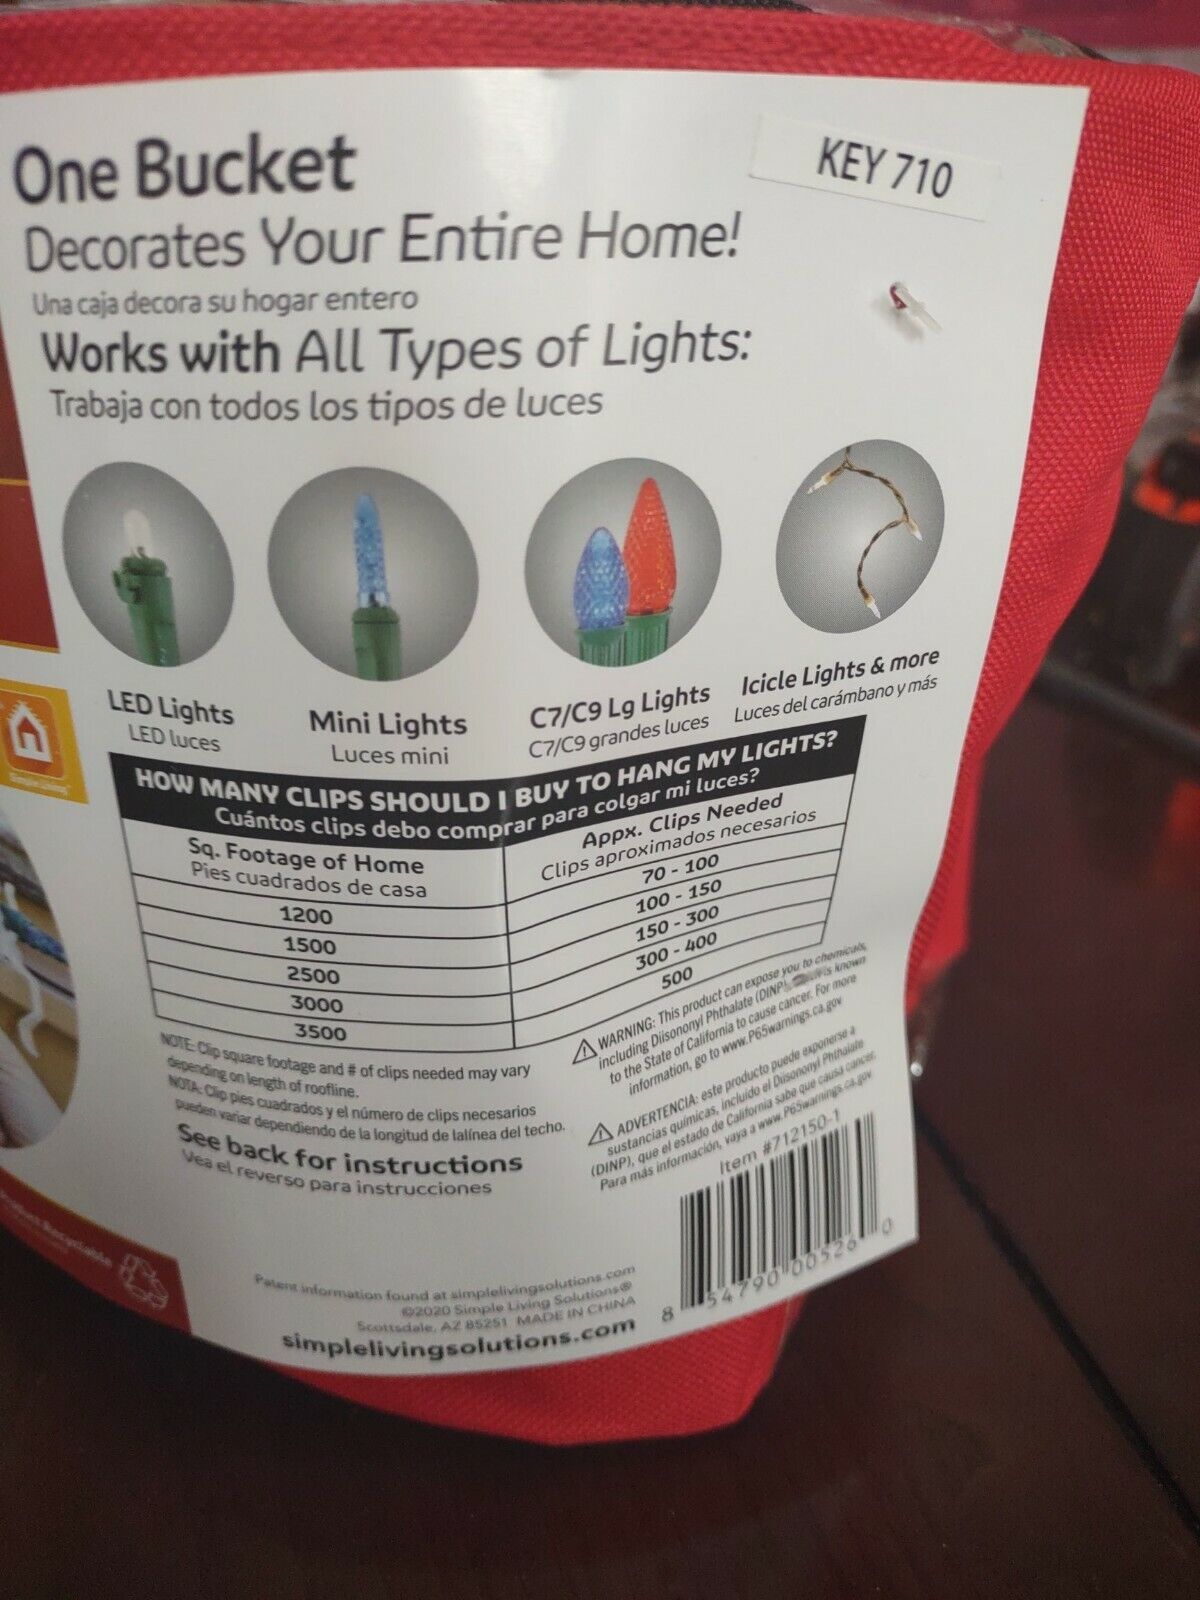 KEY 710
One Bucket
Decorates Your Entire Home!
Una caja decora su hogar entero
Works with All Types of Lights:
Trabaja con todos los tipos de luces
LED Lights
LED luces
Mini Lights
Luces mini
C7/C9 Lg Lights
C7/C9 grandes luces
Icicle Lights & more
Luces del carámbano y más
Simple Living™
HOW MANY CLIPS SHOULD I BUY TO HANG MY LIGHTS?
Cuántos clips debo comprar para colgar mi luces?
Sq. Footage of Home
Pies cuadrados de casa
Appx. Clips Needed
Clips aproximados necesarios
1200 70 - 100
1500 100 - 150
2500 150 - 300
3000 300 - 400
3500 500
NOTE: Clip square footage and # of clips needed may vary
depending on length of roofline.
NOTA: Clip pies cuadrados y el número de clips necesarios
pueden variar dependiendo de la longitud de lalínea del techo.
See back for instructions
Vea el reverso para instrucciones
WARNING: This product can expose you to chemicals,
including Diisononyl Phthalate (DINP), is known
to the State of California to cause cancer. For more
information, go to www.P65warnings.ca.gov
ADVERTENCIA: este producto puede exponerse a
sustancias químicas, incluido el Diisononyl Phthalate
(DINP), que el estado de California sabe que causa cancer.
Para más información, vaya a www.P65warnings.ca.gov
Item #712150-1
8 54790 00526 0
Product Recyclable
Patent information found at simplelivingsolutions.com
©2020 Simple Living Solutions®
Scottsdale, AZ 85251 MADE IN CHINA
simplelivingsolutions.com